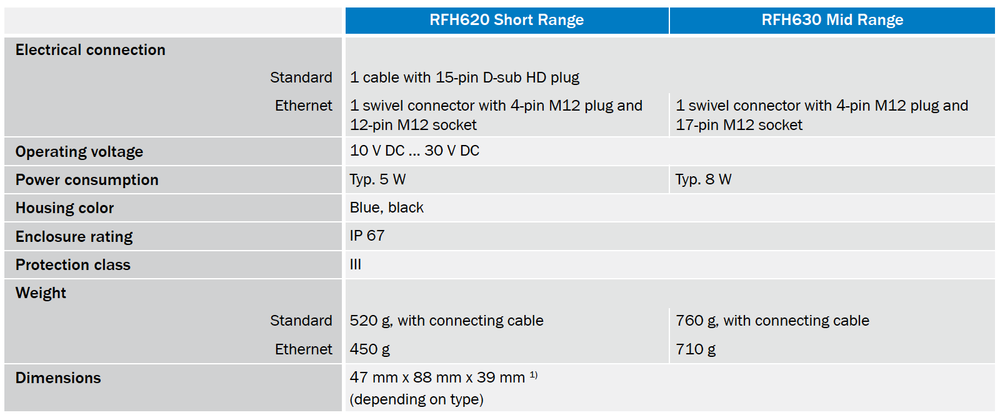 RFH620 Short Range RFH630 Mid Range
Electrical connection
Standard 1 cable with 15-pin D-sub HD plug
Ethernet 1 swivel connector with 4-pin M12 plug and 1 swivel connector with 4-pin M12 plug and
12-pin M12 socket 17-pin M12 socket
Operating voltage 10 V DC ... 30 V DC
Power consumption Typ. 5 W Typ. 8 W
Housing color Blue, black
Enclosure rating IP 67
Protection class III
Weight
Standard 520 g, with connecting cable 760 g, with connecting cable
Ethernet 450 g 710 g
Dimensions 47 mm x 88 mm x 39 mm 1)
(depending on type)